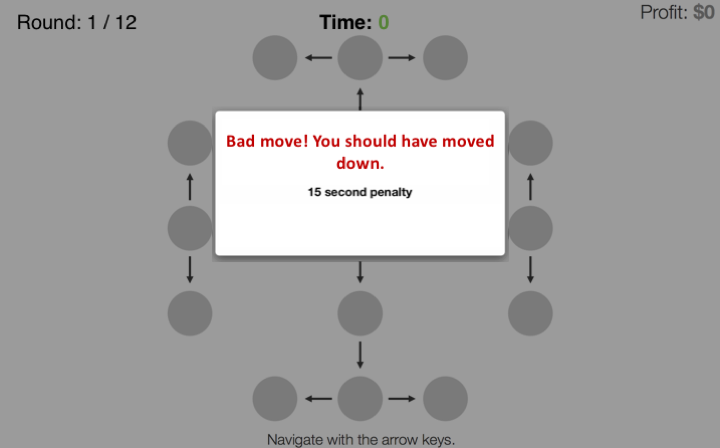 Round: 1 / 12
Time: 0
Profit: $0
Bad move! You should have moved
down.
15 second penalty
Navigate with the arrow keys.